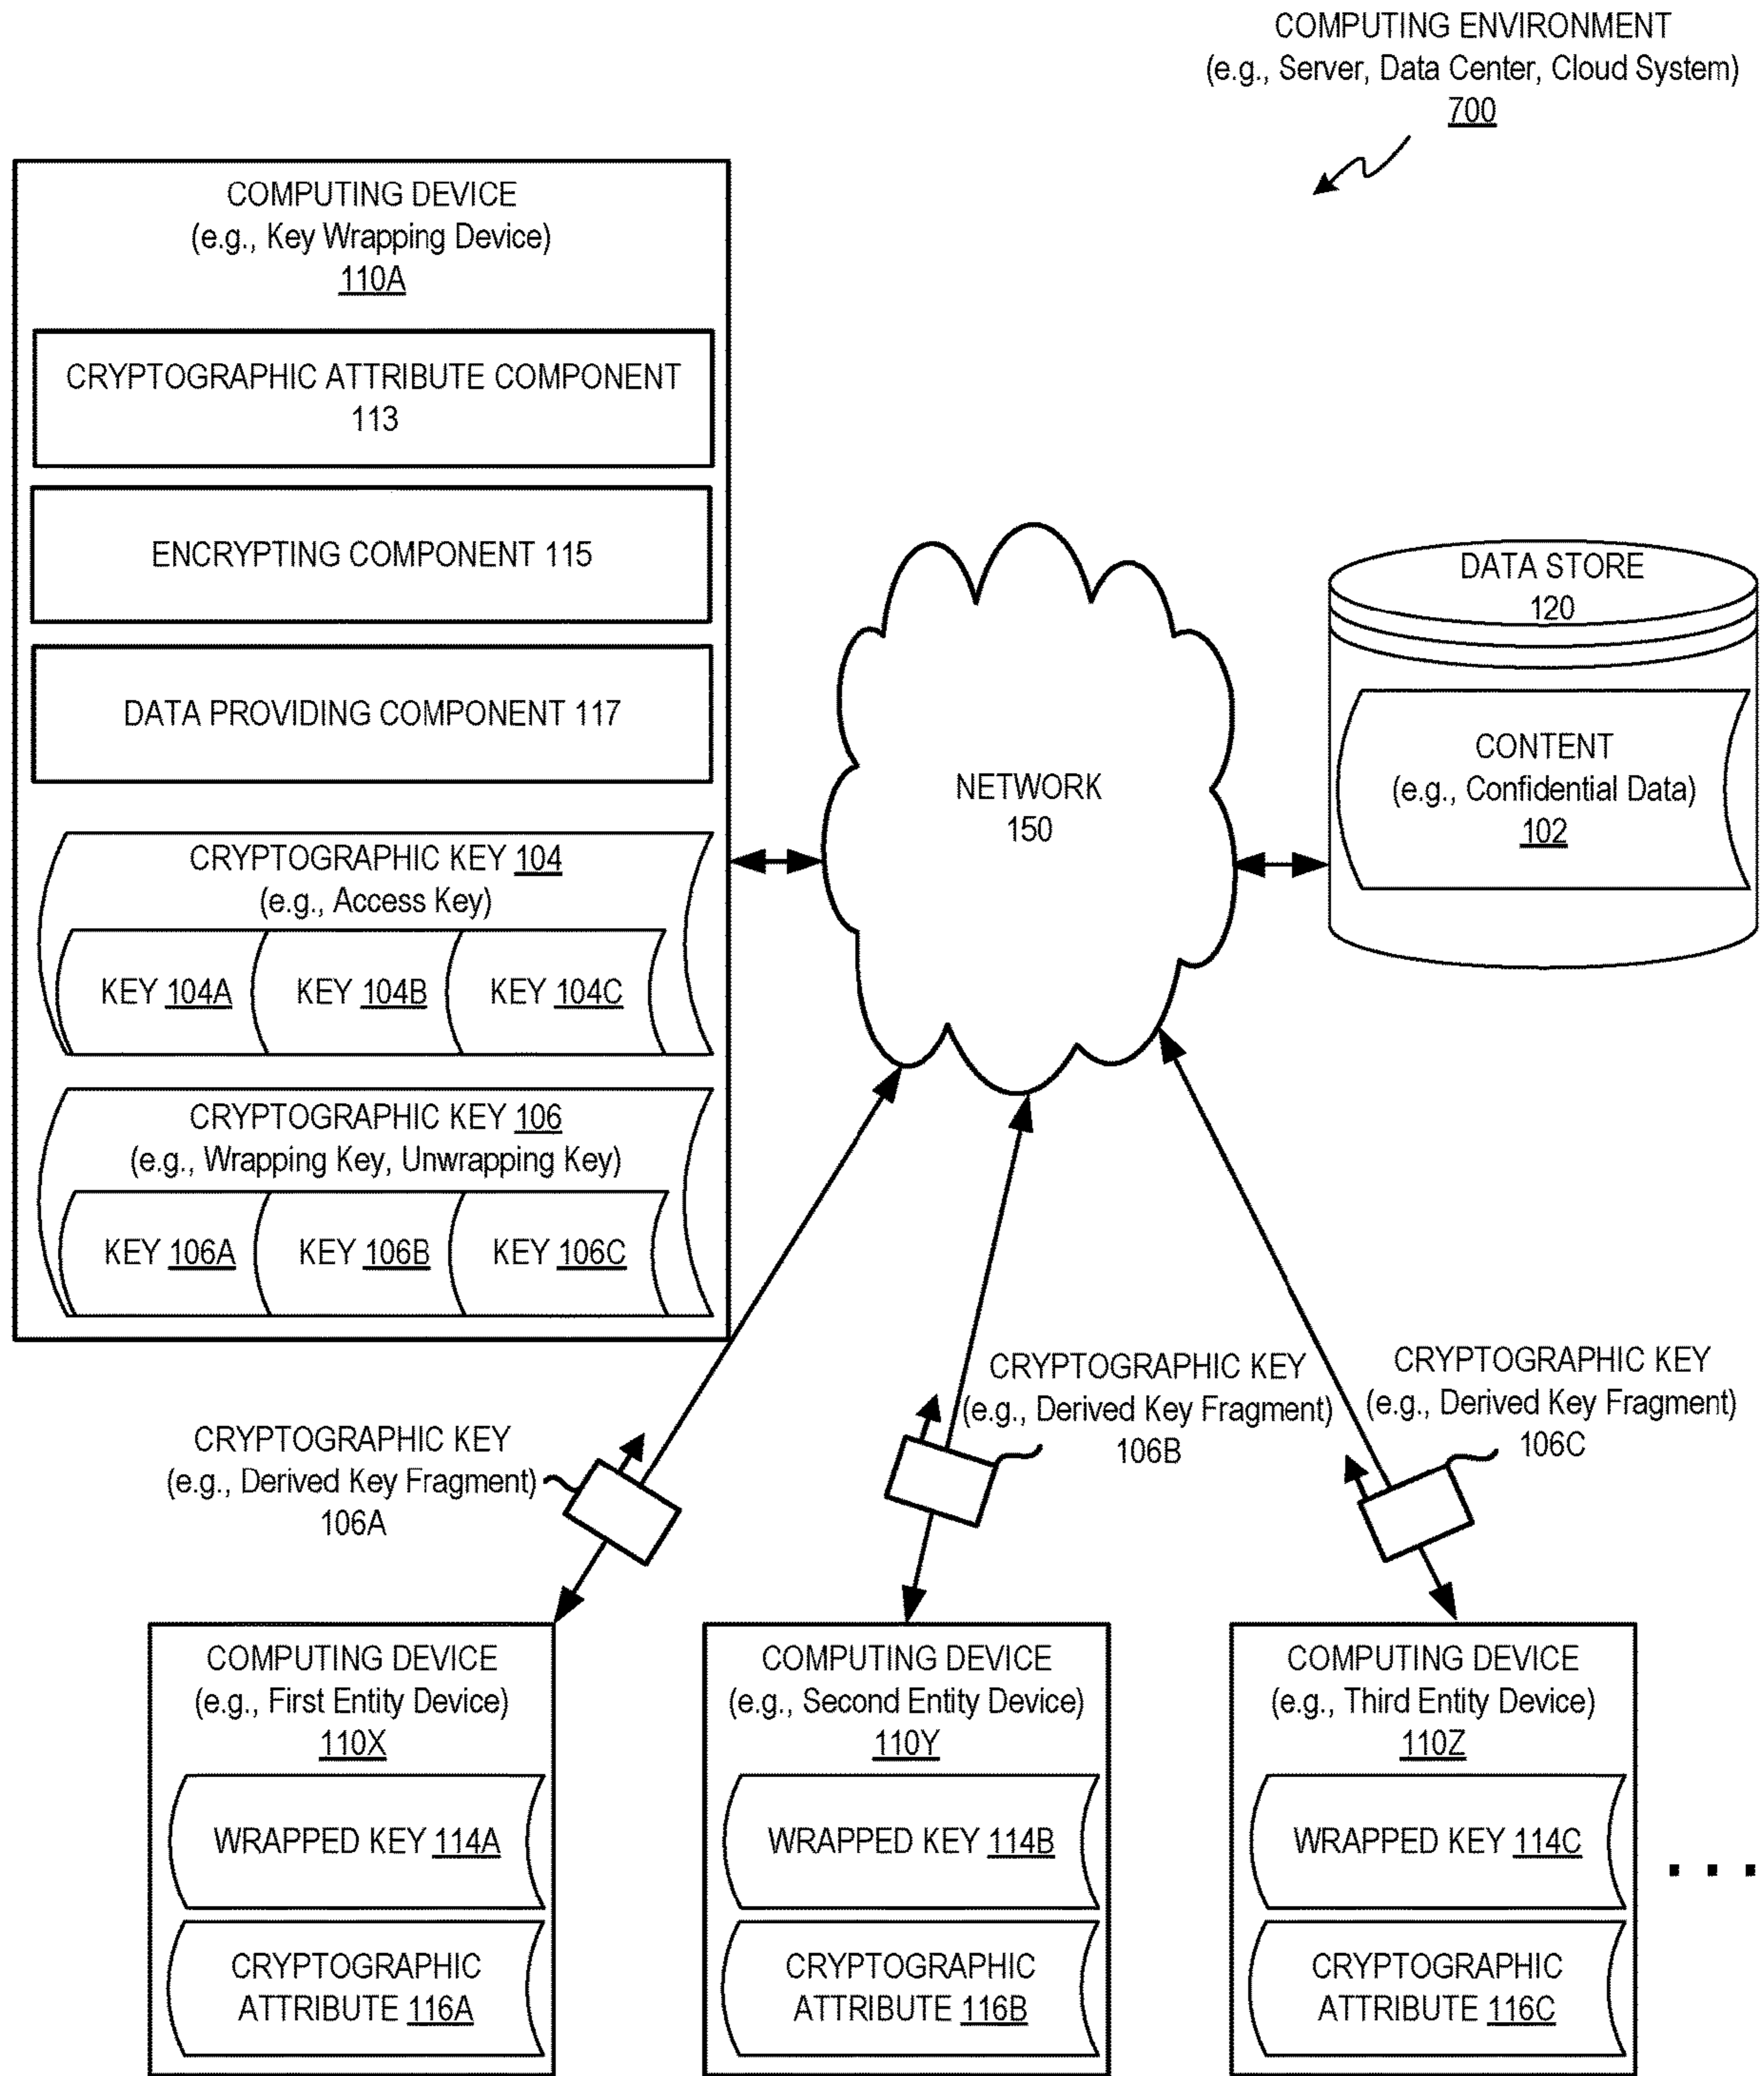 COMPUTING ENVIRONMENT
(e.g., Server, Data Center, Cloud System)
700
COMPUTING DEVICE
(e.g., Key Wrapping Device)
110A
CRYPTOGRAPHIC ATTRIBUTE COMPONENT
113
ENCRYPTING COMPONENT 115
DATA PROVIDING COMPONENT 117
CRYPTOGRAPHIC KEY 104
(e.g., Access Key)
KEY 104A
KEY 104B
KEY 104C
CRYPTOGRAPHIC KEY 106
(e.g., Wrapping Key, Unwrapping Key)
KEY 106A
KEY 106B
KEY 106C
NETWORK
150
DATA STORE
120
CONTENT
(e.g., Confidential Data)
102
CRYPTOGRAPHIC KEY
(e.g., Derived Key Fragment)
106A
CRYPTOGRAPHIC KEY
(e.g., Derived Key Fragment)
106B
CRYPTOGRAPHIC KEY
(e.g., Derived Key Fragment)
106C
COMPUTING DEVICE
(e.g., First Entity Device)
110X
WRAPPED KEY 114A
CRYPTOGRAPHIC
ATTRIBUTE 116A
COMPUTING DEVICE
(e.g., Second Entity Device)
110Y
WRAPPED KEY 114B
CRYPTOGRAPHIC
ATTRIBUTE 116B
COMPUTING DEVICE
(e.g., Third Entity Device)
110Z
WRAPPED KEY 114C
CRYPTOGRAPHIC
ATTRIBUTE 116C
. . .